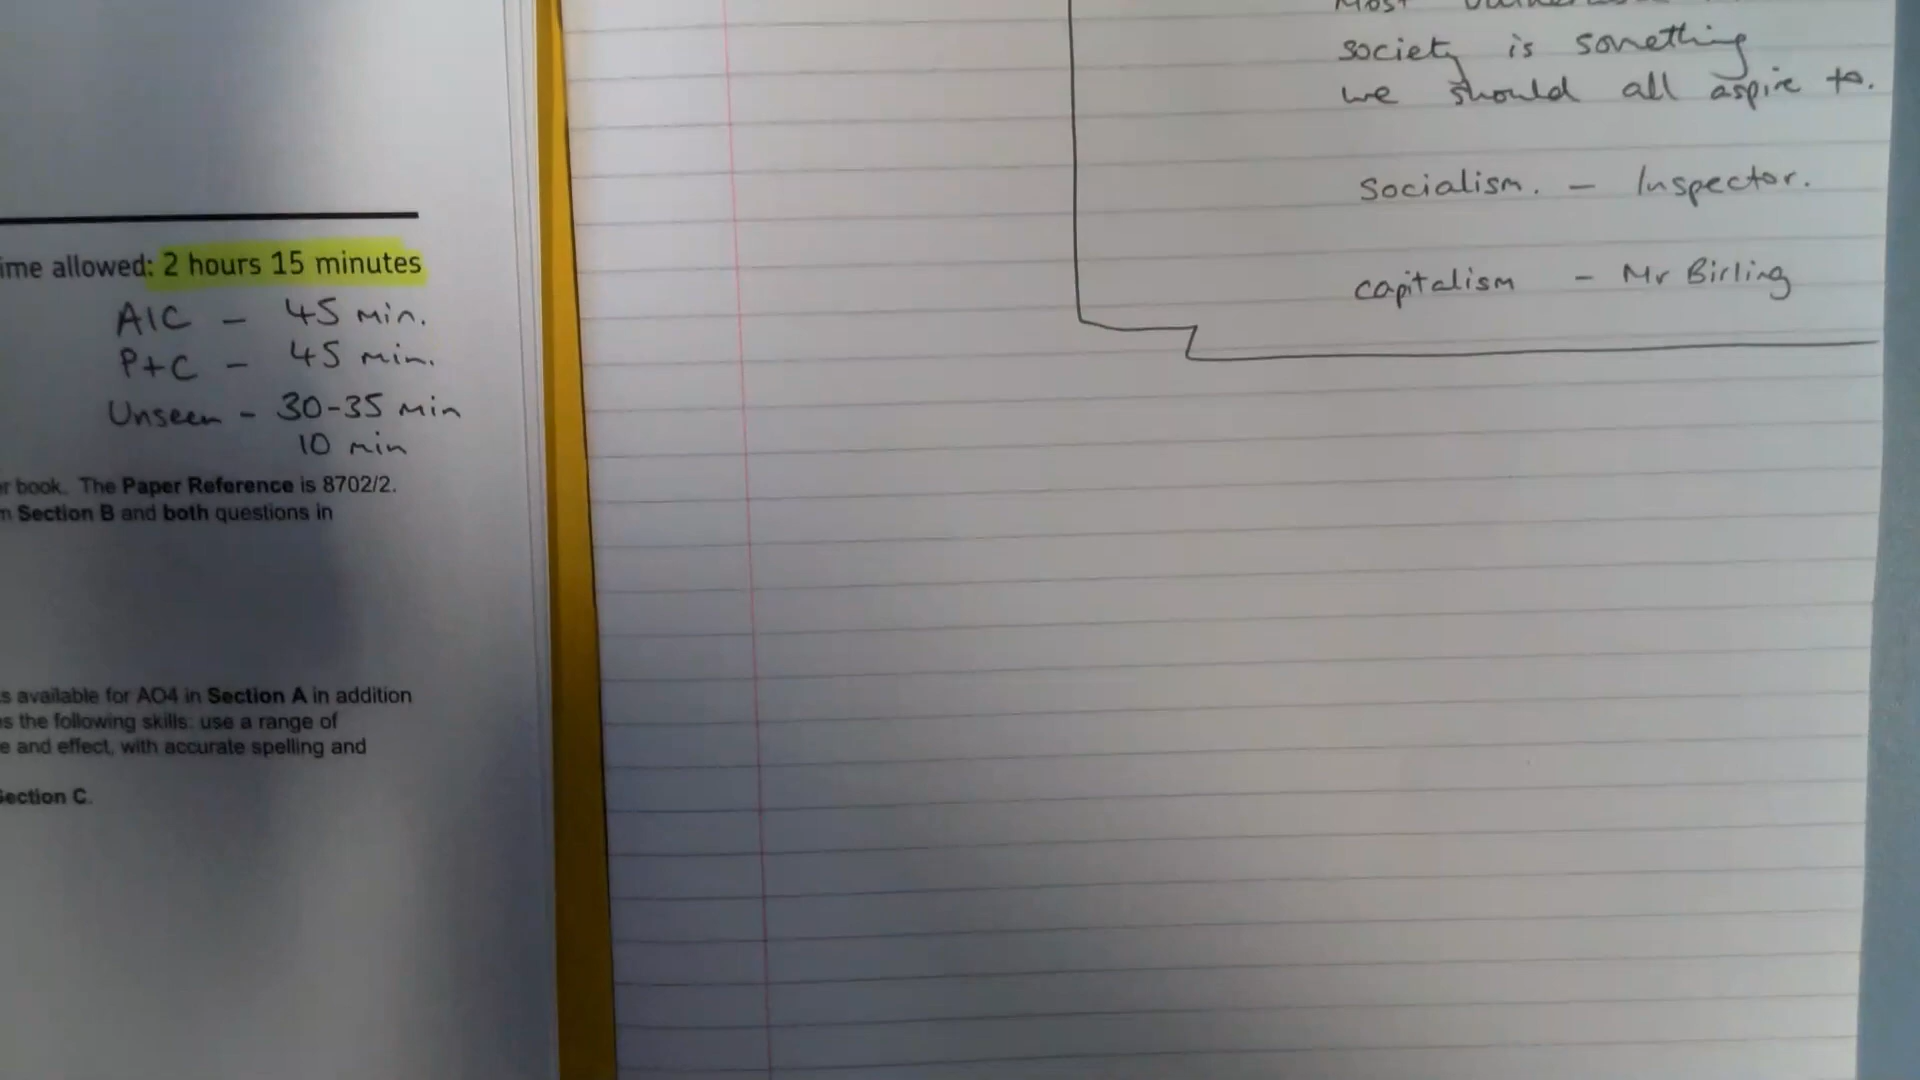 ime allowed: 2 hours 15 minutes
AIC - 45 min.
P+C - 45 min.
Unseen - 30-35 min
10 min
r book. The Paper Reference is 8702/2.
Section B and both questions in
s available for AO4 in Section A in addition
s the following skills: use a range of
e and effect, with accurate spelling and
Section C.
Most
society is something
we should all aspire to.
Socialism. - Inspector.
capitalism - Mr Birling